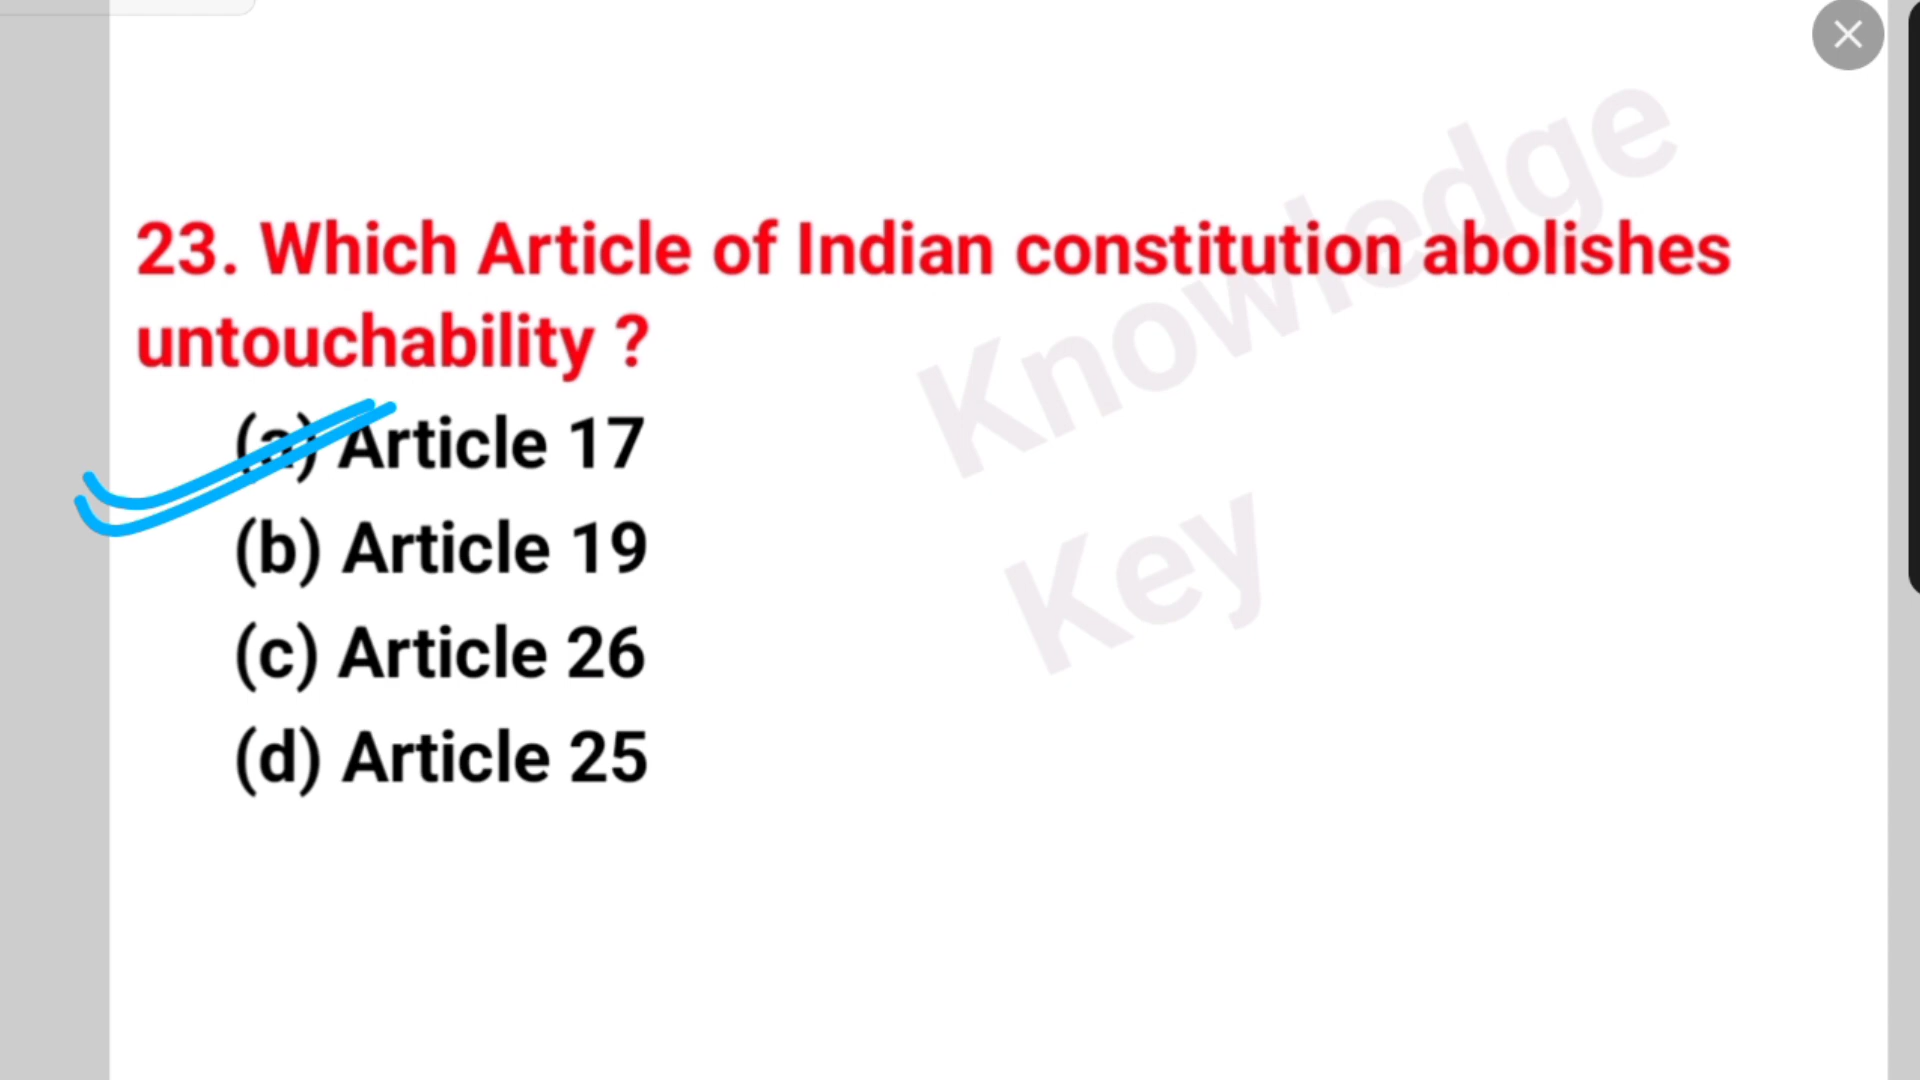 23. Which Article of Indian constitution abolishes
untouchability ?
(a) Article 17
(b) Article 19
(c) Article 26
(d) Article 25
Knowledge
Key